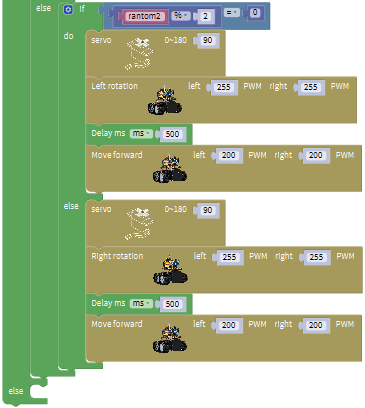 else if rantom2 % 2 = 0
do servo 0~180 90
Left rotation left 255 PWM right 255 PWM
Delay ms ms 500
Move forward left 200 PWM right 200 PWM
else servo 0~180 90
Right rotation left 255 PWM right 255 PWM
Delay ms ms 500
Move forward left 200 PWM right 200 PWM
else